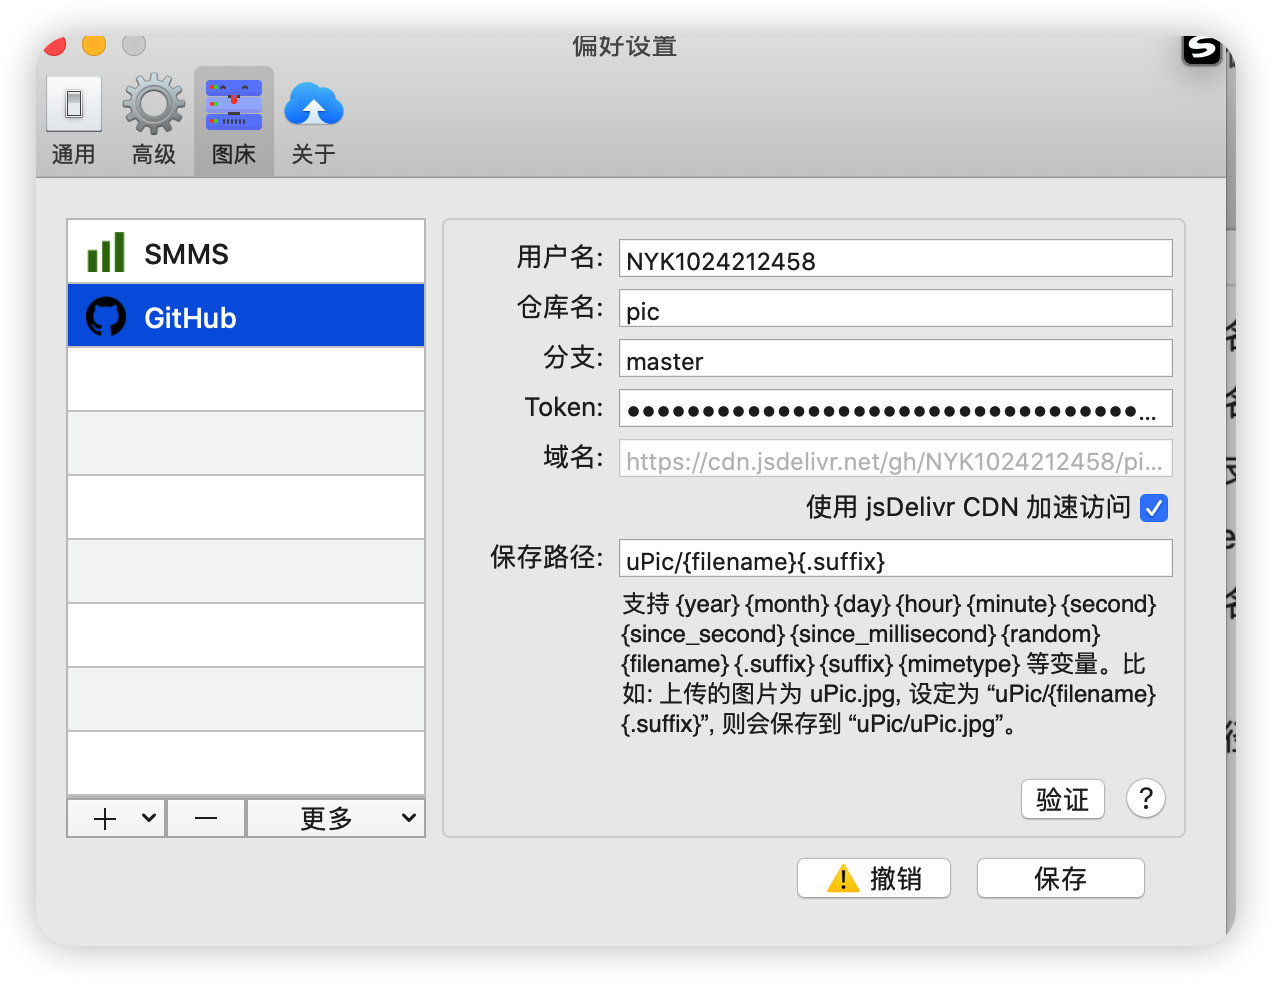 偏好设置
通用
高级
图床
关于
SMMS
GitHub
更多
用户名:
NYK1024212458
仓库名:
pic
分支:
master
Token:
●●●●●●●●●●●●●●●●●●●●●●●●●●●●●●●●●●...
域名:
https://cdn.jsdelivr.net/gh/NYK1024212458/pi...
使用 jsDelivr CDN 加速访问
保存路径:
uPic/{filename}{.suffix}
支持 {year} {month} {day} {hour} {minute} {second}
{since_second} {since_millisecond} {random}
{filename} {.suffix} {suffix} {mimetype} 等变量。比
如: 上传的图片为 uPic.jpg, 设定为 “uPic/{filename}
{.suffix}”, 则会保存到 “uPic/uPic.jpg”。
验证
?
撤销
保存